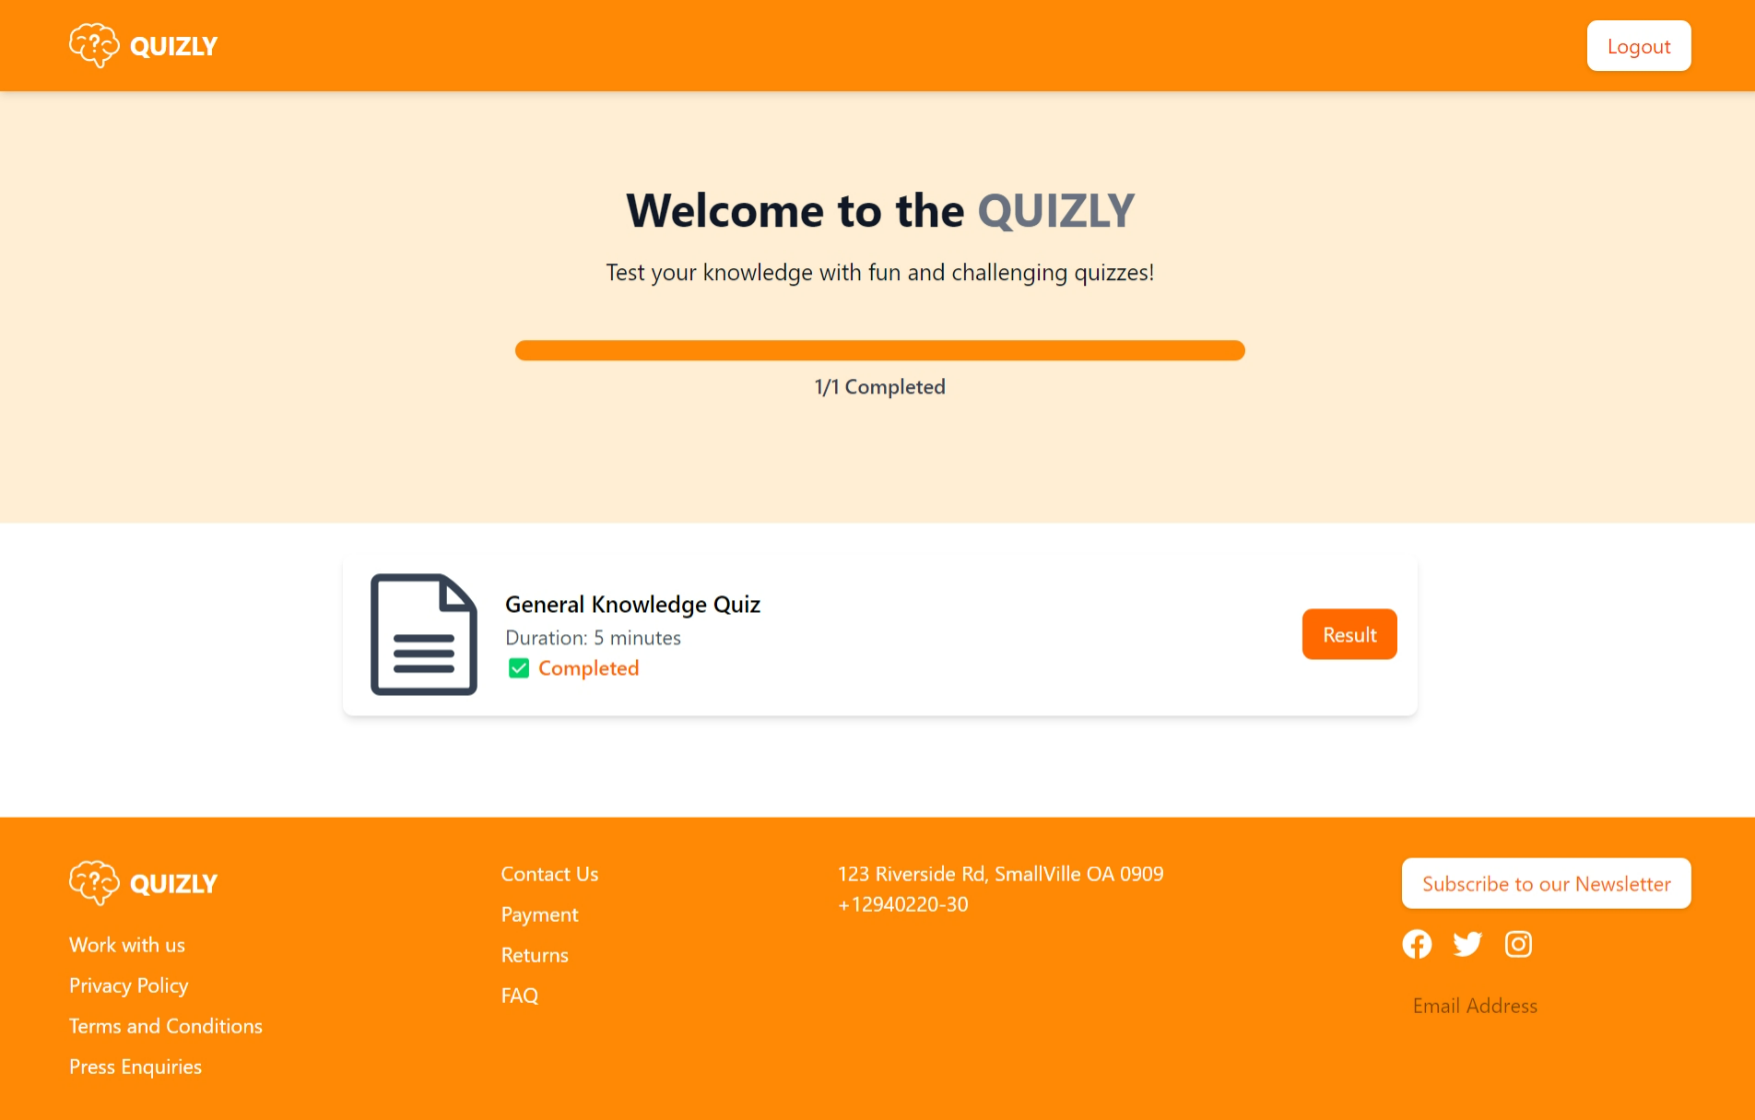 QUIZLY
Logout
Welcome to the QUIZLY
Test your knowledge with fun and challenging quizzes!
1/1 Completed
General Knowledge Quiz
Duration: 5 minutes
Completed
Result
QUIZLY
Work with us
Privacy Policy
Terms and Conditions
Press Enquiries
Contact Us
Payment
Returns
FAQ
123 Riverside Rd, SmallVille OA 0909
+12940220-30
Subscribe to our Newsletter
Email Address